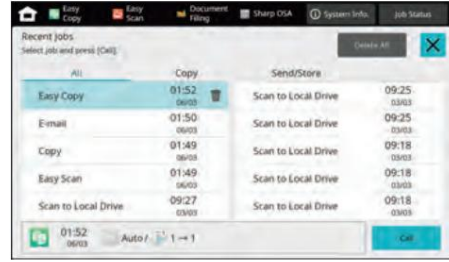 Easy Copy
Easy Scan
Document Filing
Sharp OSA
System Info.
Job Status
Recent Jobs
Select job and press [Call].
Delete All
All
Copy
Send/Store
Easy Copy 01:52 06/03
Scan to Local Drive 09:25 03/03
E-mail 01:50 06/03
Scan to Local Drive 09:25 03/03
Copy 01:49 06/03
Scan to Local Drive 09:18 03/03
Easy Scan 01:49 06/03
Scan to Local Drive 09:18 03/03
Scan to Local Drive 09:27 03/03
Scan to Local Drive 09:18 03/03
01:52 06/03 Auto / 1→1
Call